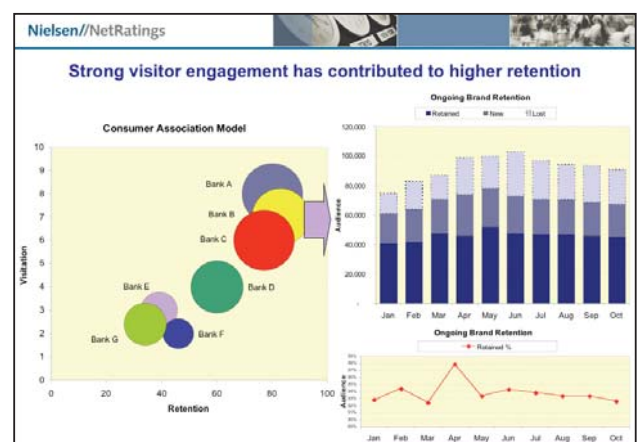 Nielsen//NetRatings
Strong visitor engagement has contributed to higher retention
Consumer Association Model
10
9
8
7
6
5
4
3
2
1
0
Visitation
Bank A
Bank B
Bank C
Bank D
Bank E
Bank F
Bank G
0 20 40 60 80 100
Retention
Ongoing Brand Retention
Retained New Lost
120,000
100,000
80,000
60,000
40,000
20,000
-
Audience
Jan Feb Mar Apr May Jun Jul Aug Sep Oct
Ongoing Brand Retention
Retained %
Audience
Jan Feb Mar Apr May Jun Jul Aug Sep Oct